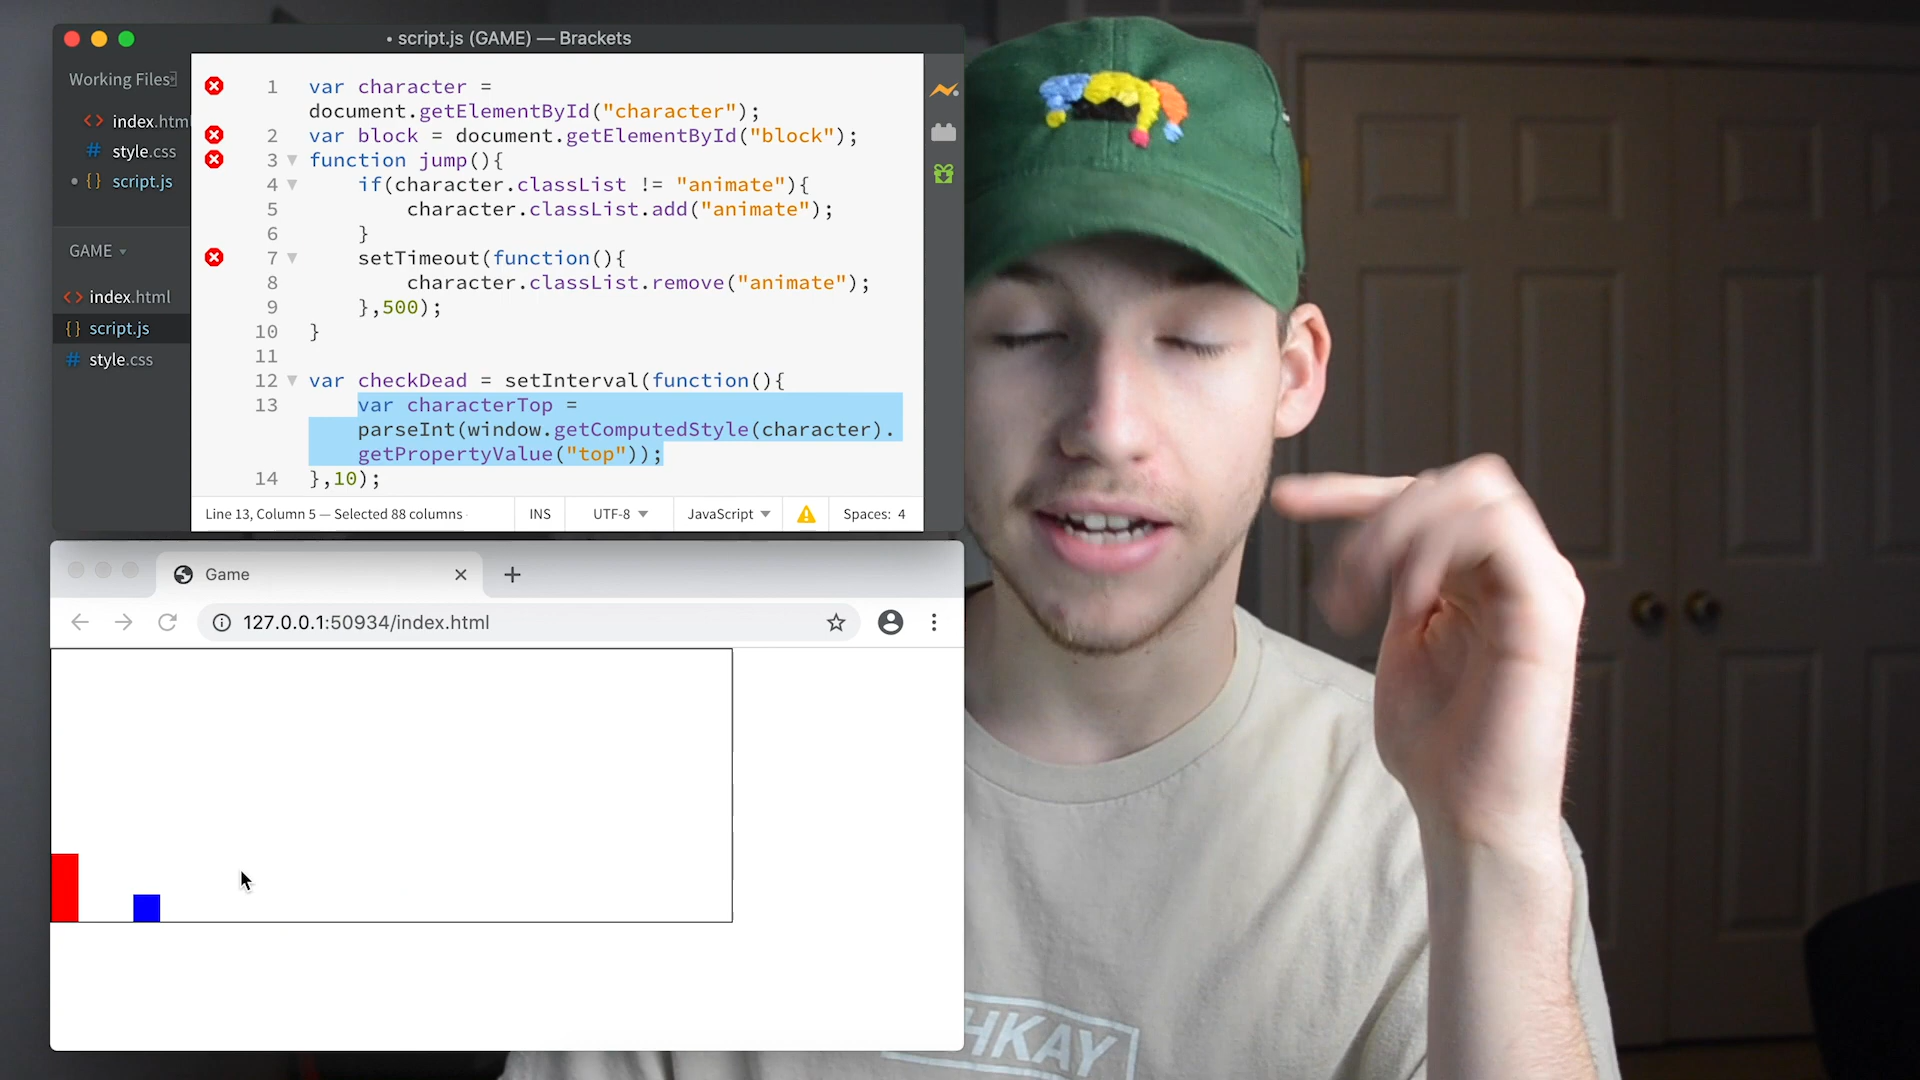 • script.js (GAME) — Brackets
Working Files
index.html
style.css
• {} script.js
GAME
index.html
{} script.js
style.css
1 var character =
document.getElementById("character");
2 var block = document.getElementById("block");
3 function jump(){
4 if(character.classList != "animate"){
5 character.classList.add("animate");
6 }
7 setTimeout(function(){
8 character.classList.remove("animate");
9 },500);
10 }
11
12 var checkDead = setInterval(function(){
13 var characterTop =
parseInt(window.getComputedStyle(character).
getPropertyValue("top"));
14 },10);
Line 13, Column 5 — Selected 88 columns
INS
UTF-8
JavaScript
Spaces: 4
Game
127.0.0.1:50934/index.html
HKAY